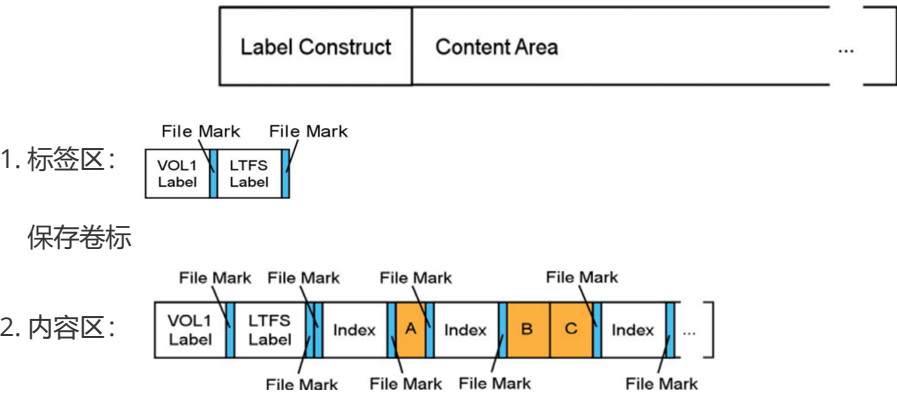 Label Construct Content Area ...
File Mark File Mark
1. 标签区：
VOL1 Label LTFS Label
保存卷标
File Mark File Mark File Mark File Mark
2. 内容区：
VOL1 Label LTFS Label Index A Index B C Index ...
File Mark File Mark File Mark File Mark